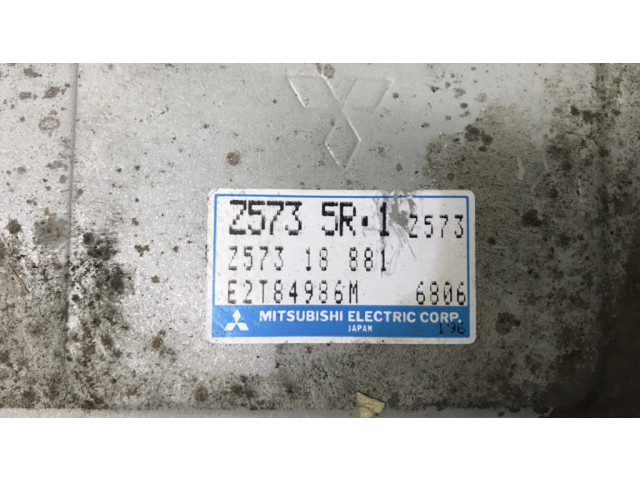 Z573 5R·1 Z573
Z573 18 881
E2T84986M 6806
MITSUBISHI ELECTRIC CORP.
JAPAN